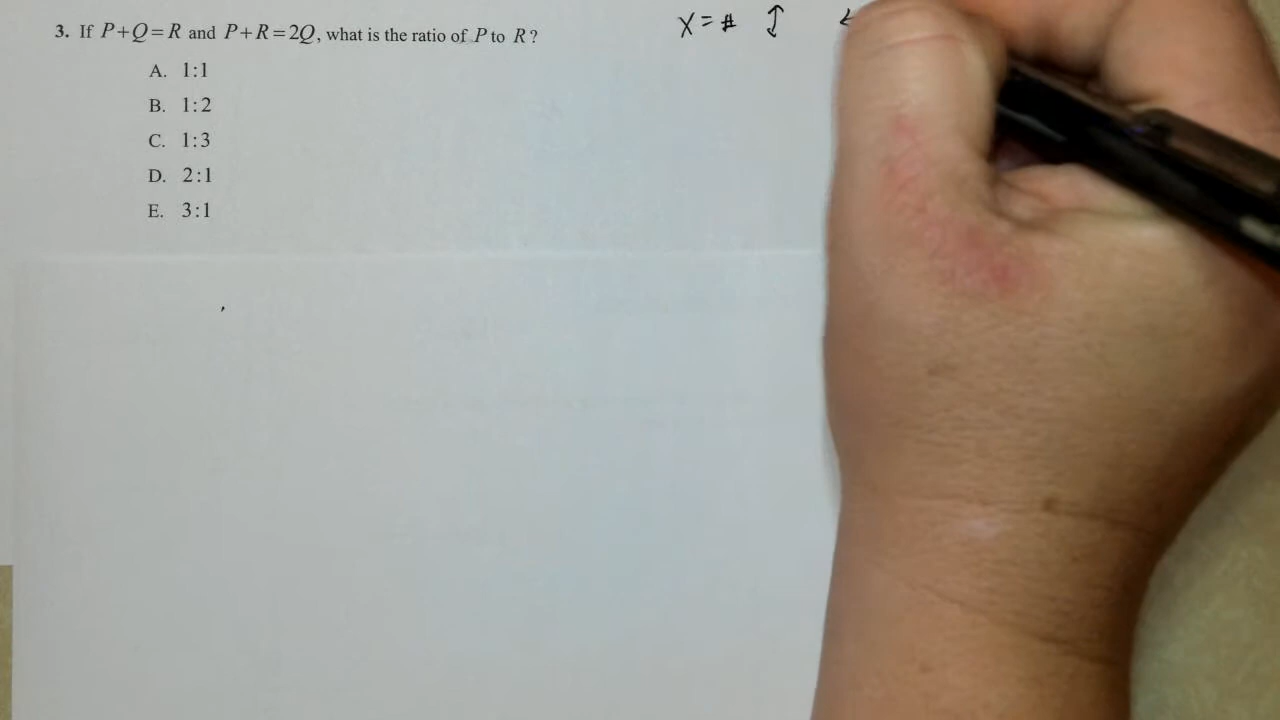 3. If P+Q=R and P+R=2Q, what is the ratio of P to R?
X=# ↕ ←
A. 1:1
B. 1:2
C. 1:3
D. 2:1
E. 3:1